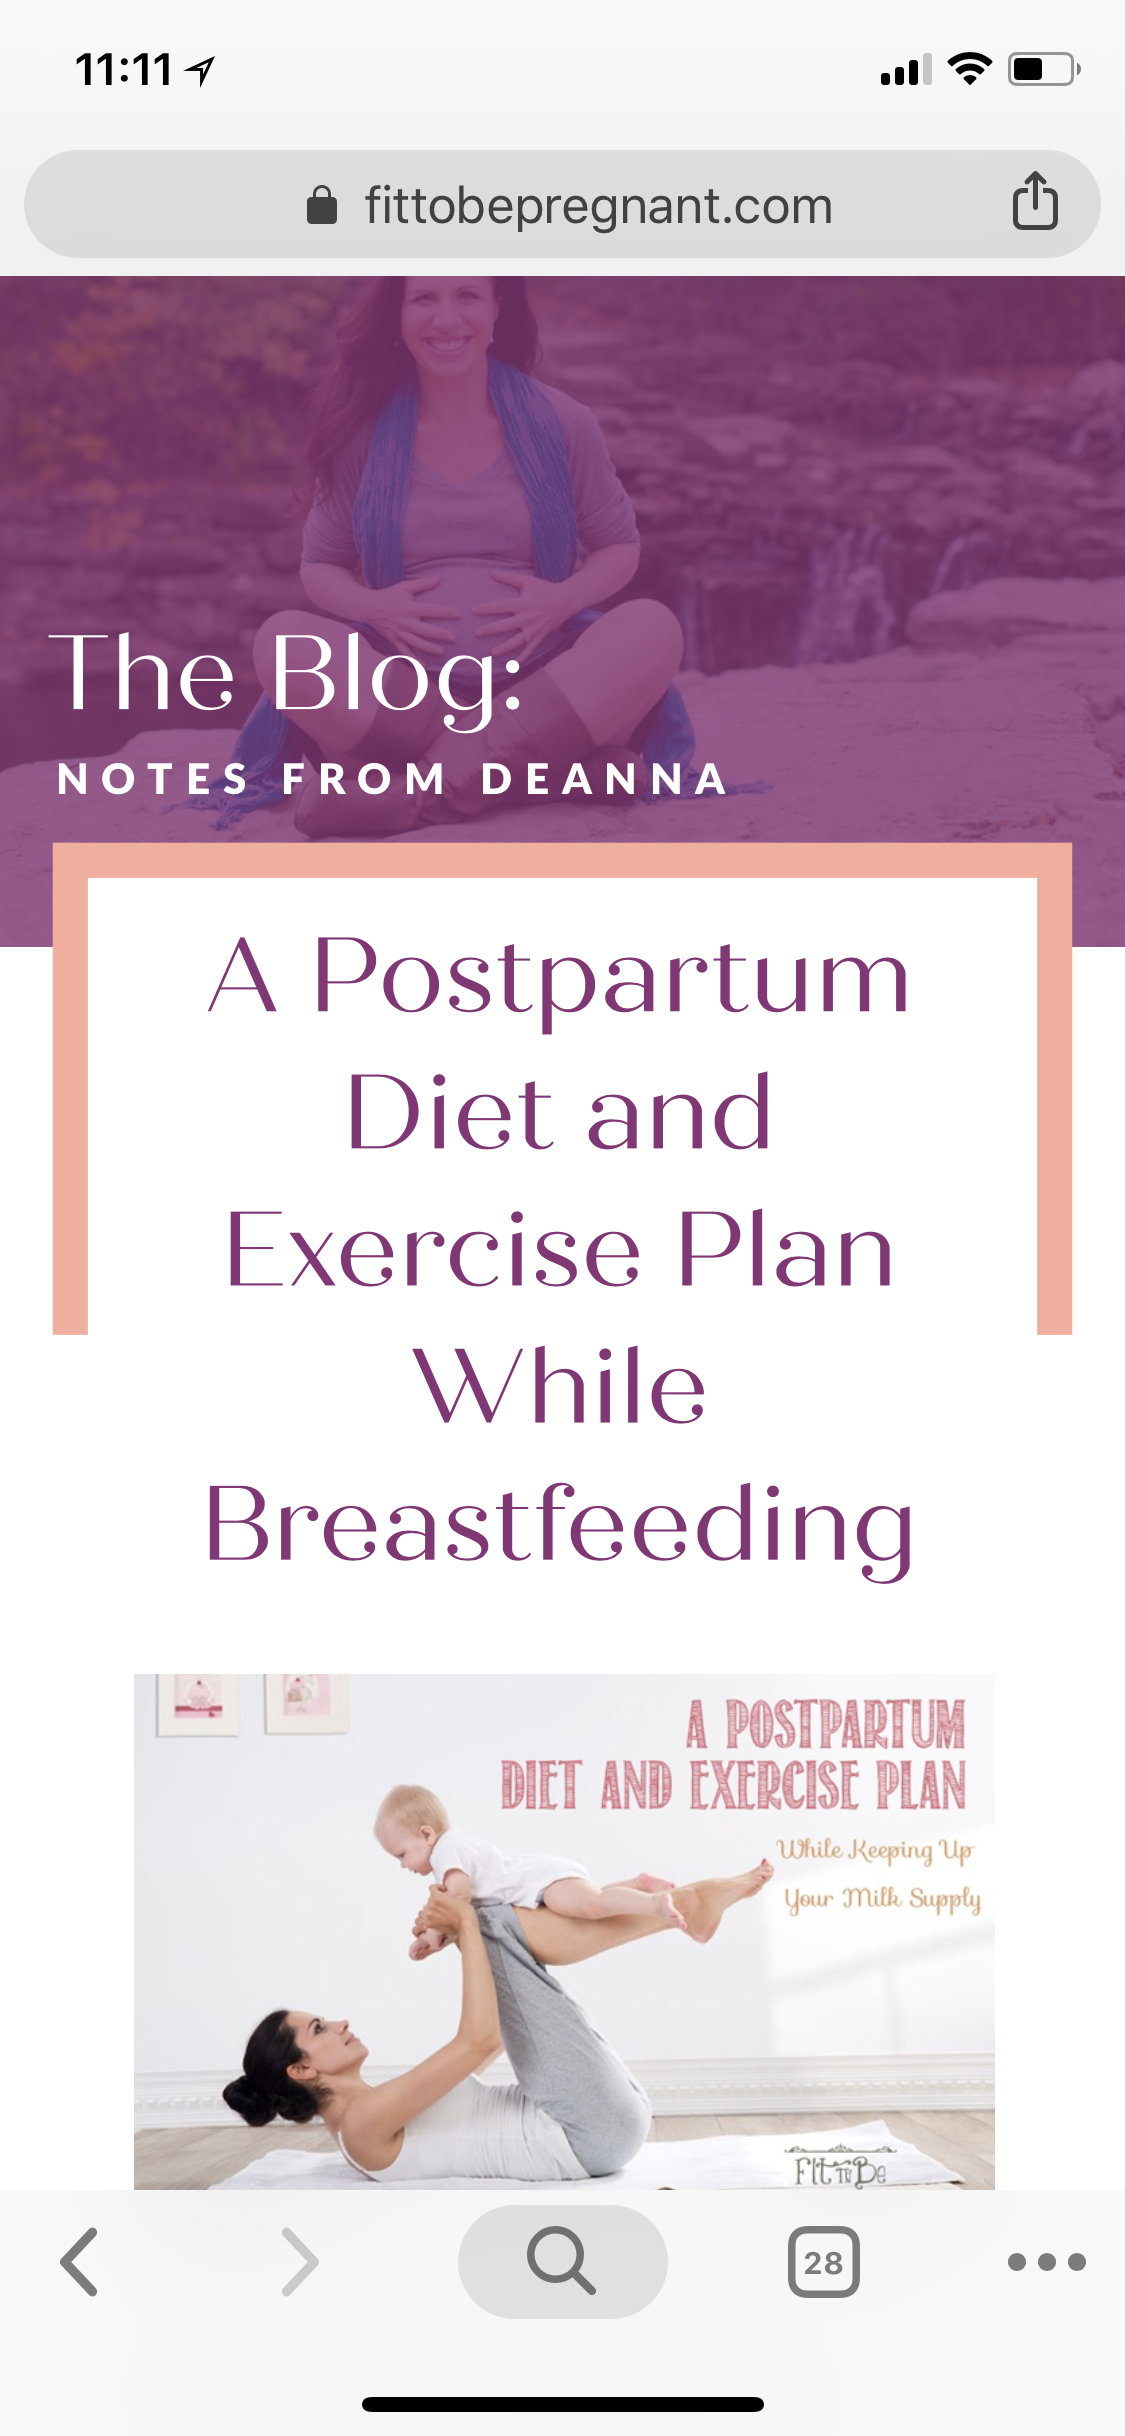 11:11
fittobepregnant.com
The Blog:
NOTES FROM DEANNA
A Postpartum
Diet and
Exercise Plan
While
Breastfeeding
A POSTPARTUM
DIET AND EXERCISE PLAN
While Keeping Up
Your Milk Supply
FIt to Be
28